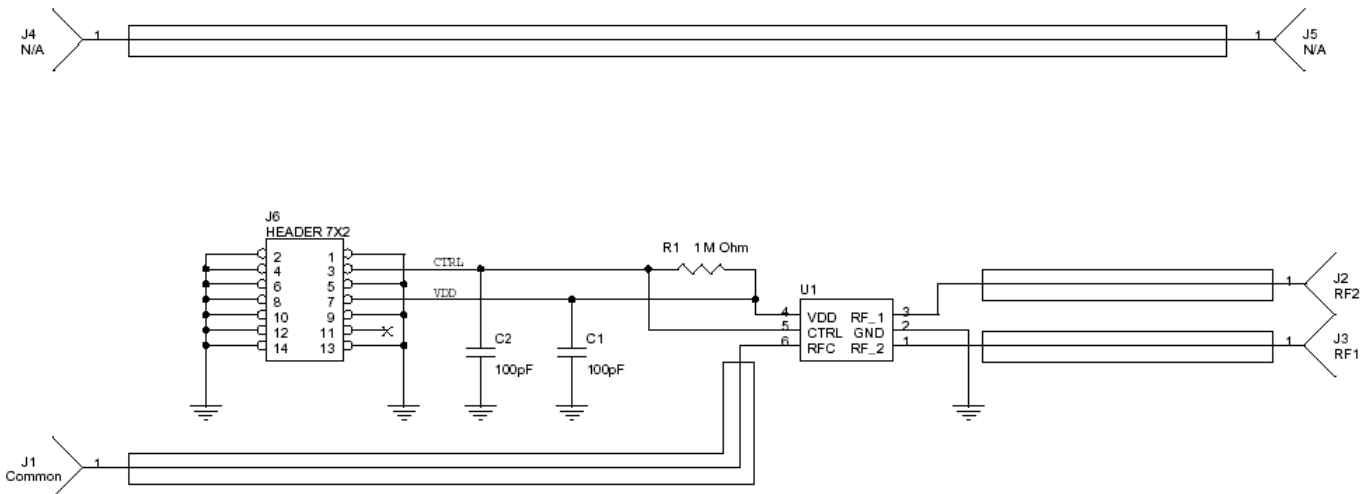 J4
N/A
1
1
J5
N/A
J6
HEADER 7X2
2 1
4 3
6 5
8 7
10 9
12 11
14 13
CTRL
VDD
R1 1 M Ohm
C2
100pF
C1
100pF
U1
4 VDD RF_1 3
5 CTRL GND 2
6 RFC RF_2 1
1
J2
RF2
1
J3
RF1
J1
Common
1